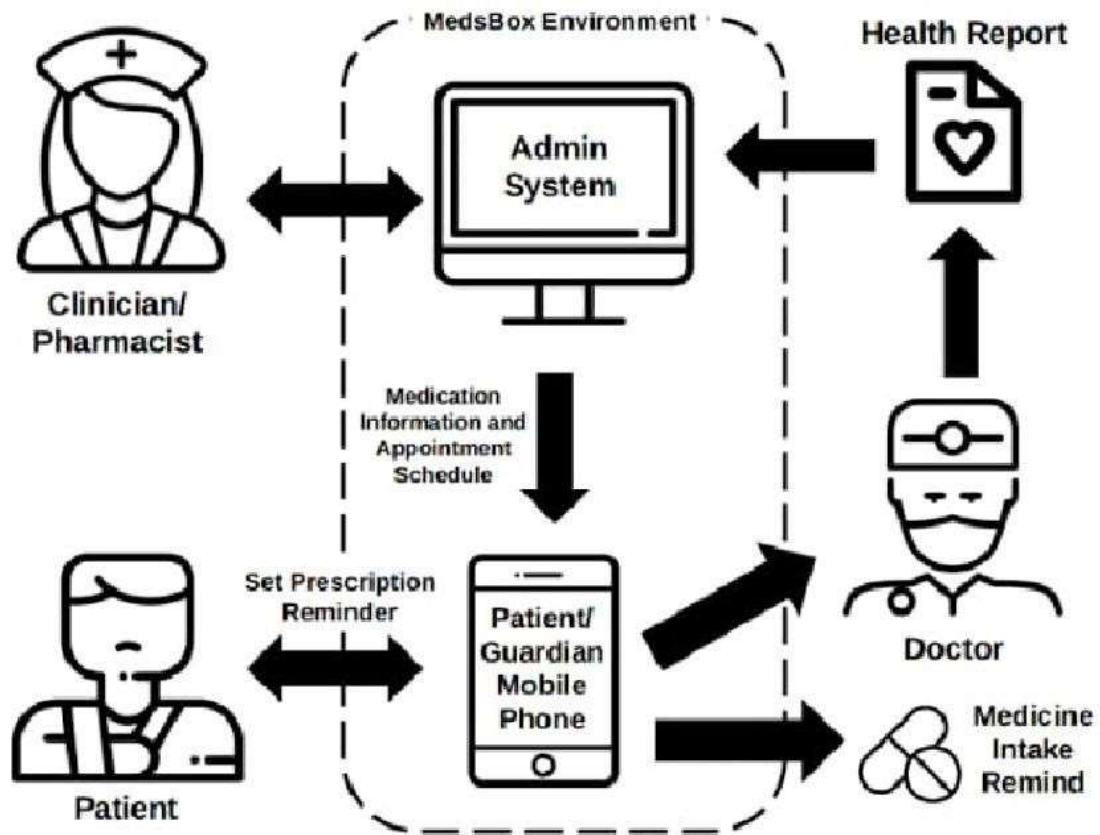 MedsBox Environment
Health Report
Admin
System
Clinician/
Pharmacist
Medication
Information and
Appointment
Schedule
Set Prescription
Reminder
Patient/
Guardian
Mobile
Phone
Doctor
Medicine
Intake
Remind
Patient